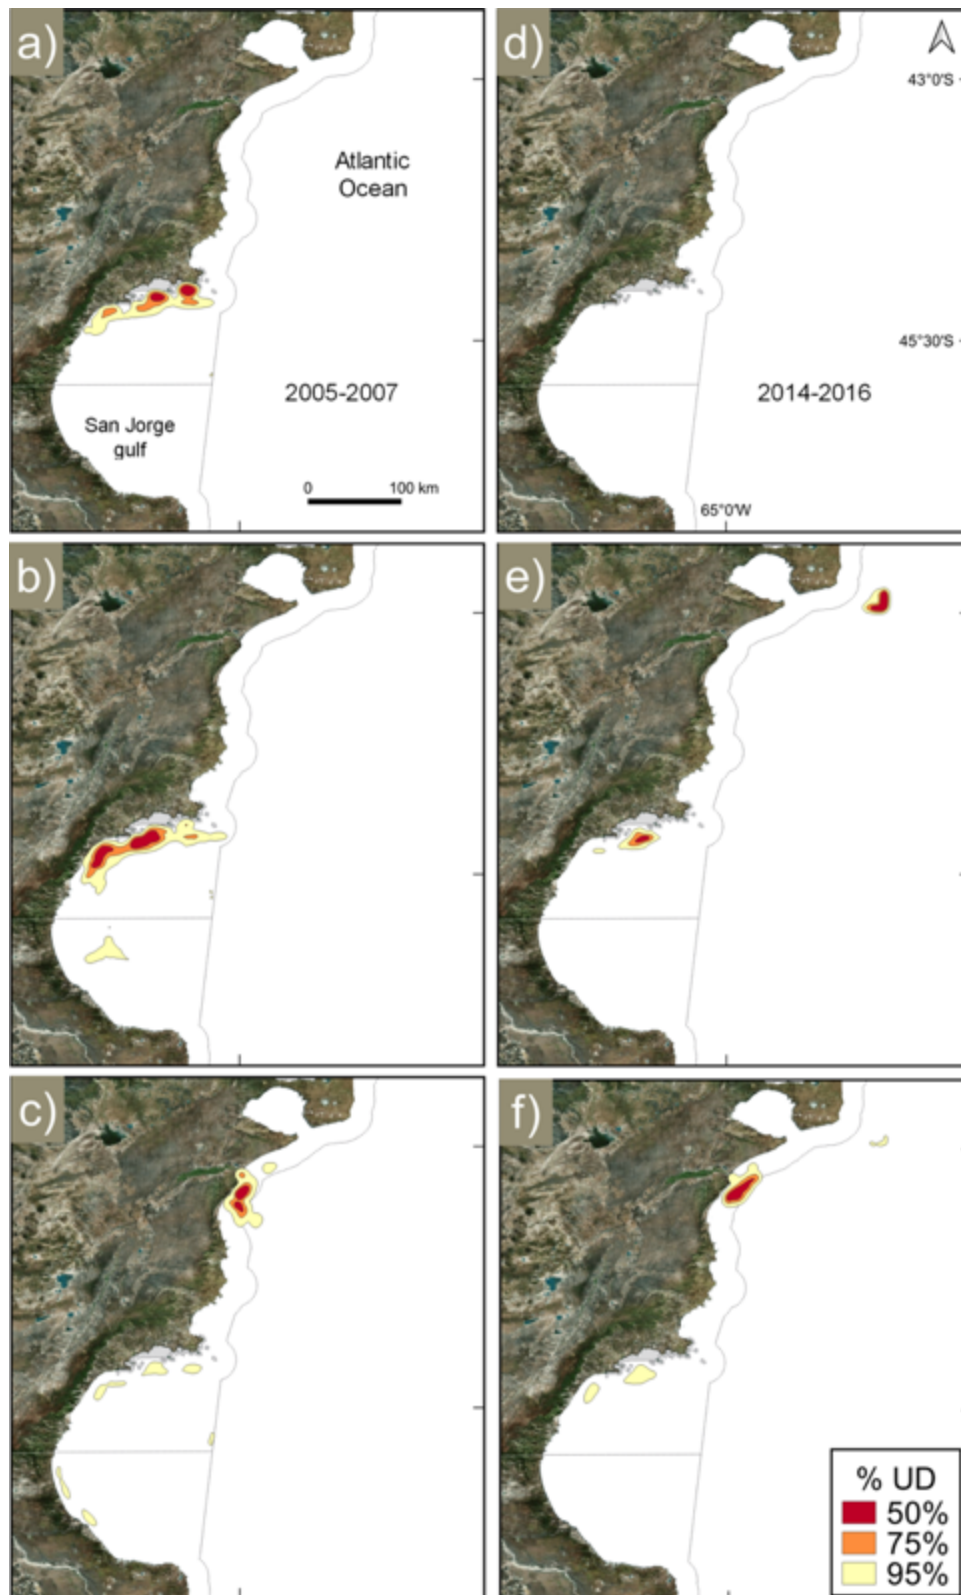 a)
d)
43°0'S
Atlantic
Ocean
45°30'S
2005-2007
2014-2016
San Jorge
gulf
0 100 km
65°0'W
b)
e)
c)
f)
% UD
50%
75%
95%